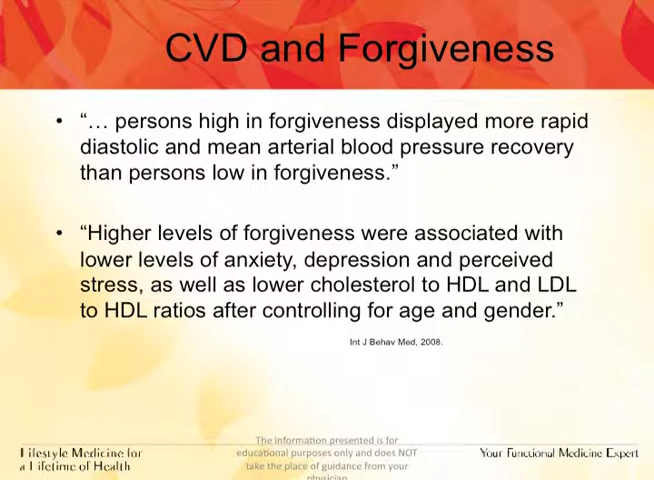 CVD and Forgiveness
• “… persons high in forgiveness displayed more rapid
diastolic and mean arterial blood pressure recovery
than persons low in forgiveness.”
• “Higher levels of forgiveness were associated with
lower levels of anxiety, depression and perceived
stress, as well as lower cholesterol to HDL and LDL
to HDL ratios after controlling for age and gender.”
Int J Behav Med, 2008.
Lifestyle Medicine for
a Lifetime of Health
The information presented is for
educational purposes only and does NOT
take the place of guidance from your
physician
Your Functional Medicine Expert